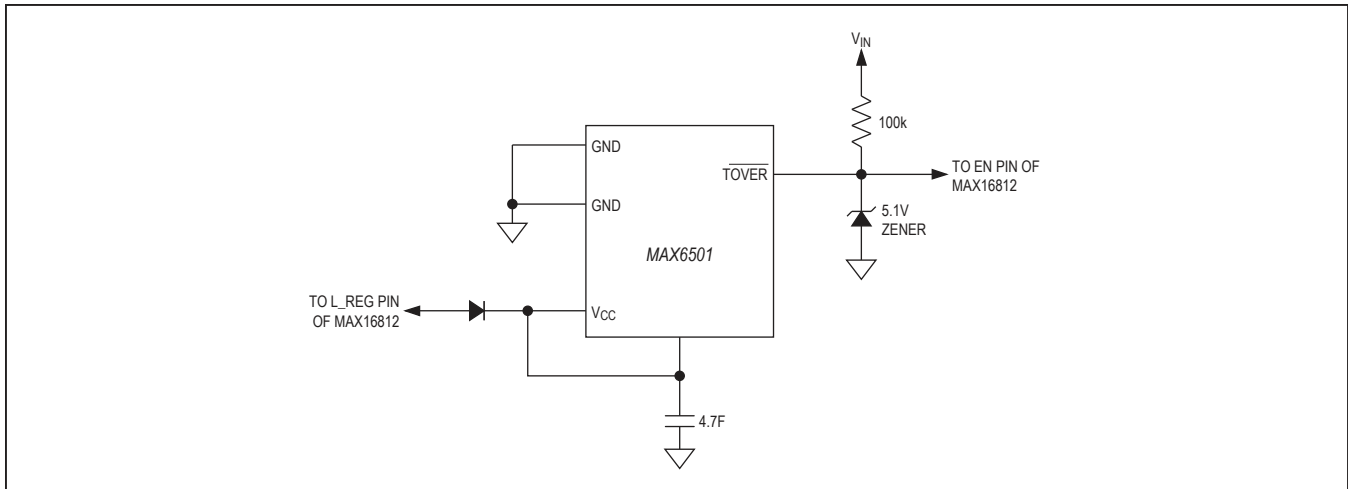 VIN
100k
GND
TOVER
TO EN PIN OF
MAX16812
GND
5.1V
ZENER
MAX6501
TO L_REG PIN
OF MAX16812
VCC
4.7F